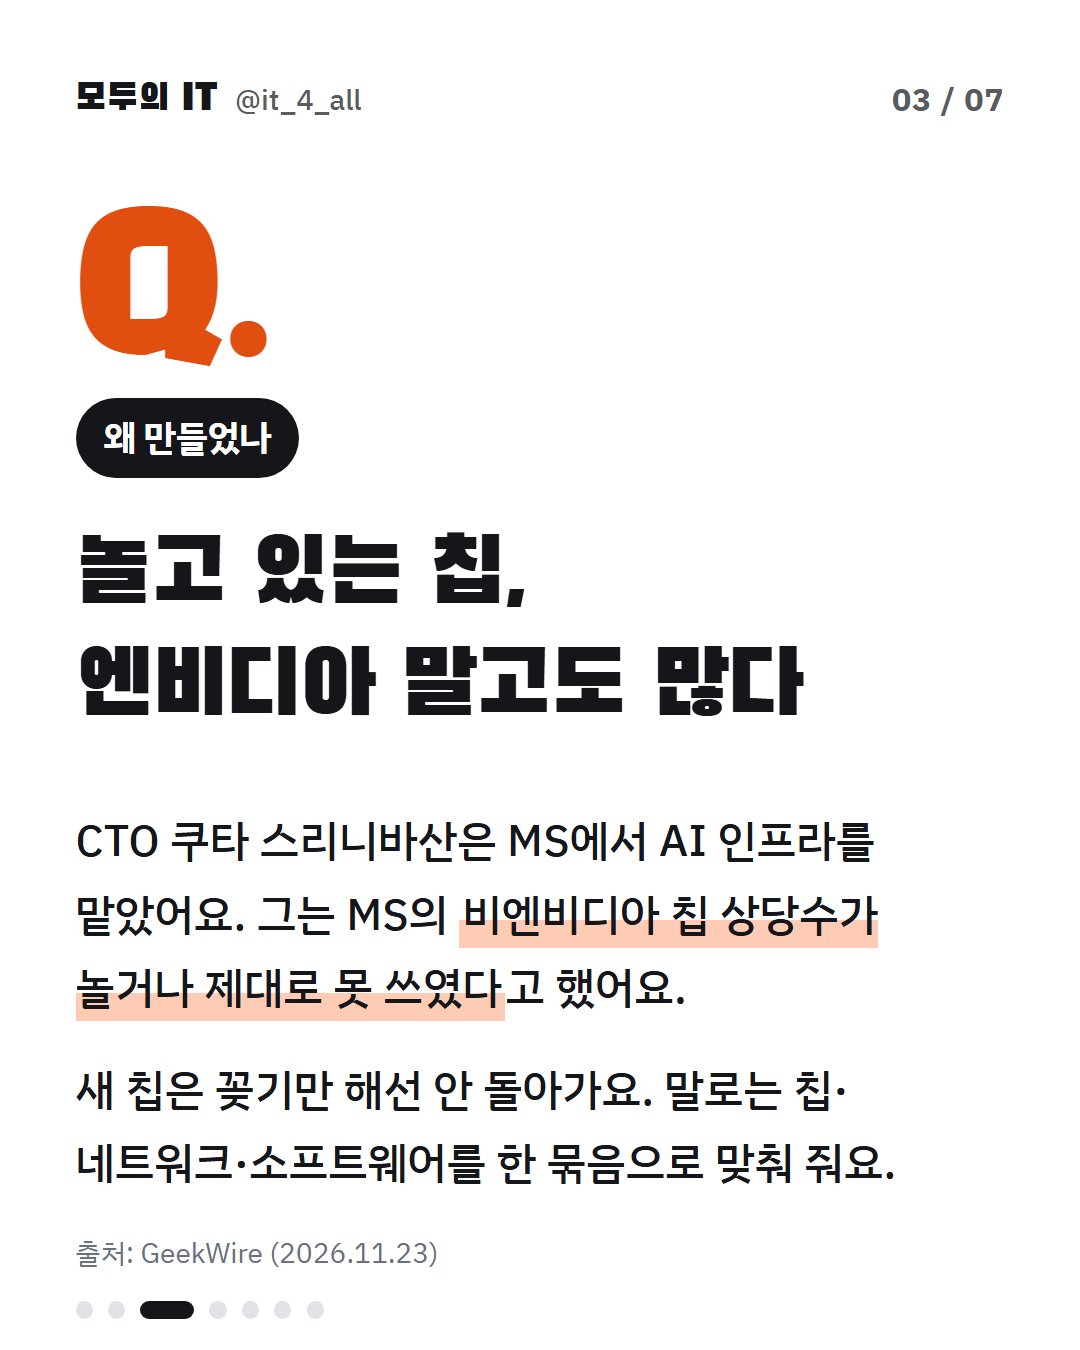 모두의 IT @it_4_all
03 / 07
Q.
왜 만들었나
놀고 있는 칩,
엔비디아 말고도 많다
CTO 쿠타 스리니바산은 MS에서 AI 인프라를
맡았어요. 그는 MS의 비엔비디아 칩 상당수가
놀거나 제대로 못 쓰였다고 했어요.
새 칩은 꽂기만 해선 안 돌아가요. 말로는 칩·
네트워크·소프트웨어를 한 묶음으로 맞춰 줘요.
출처: GeekWire (2026.11.23)